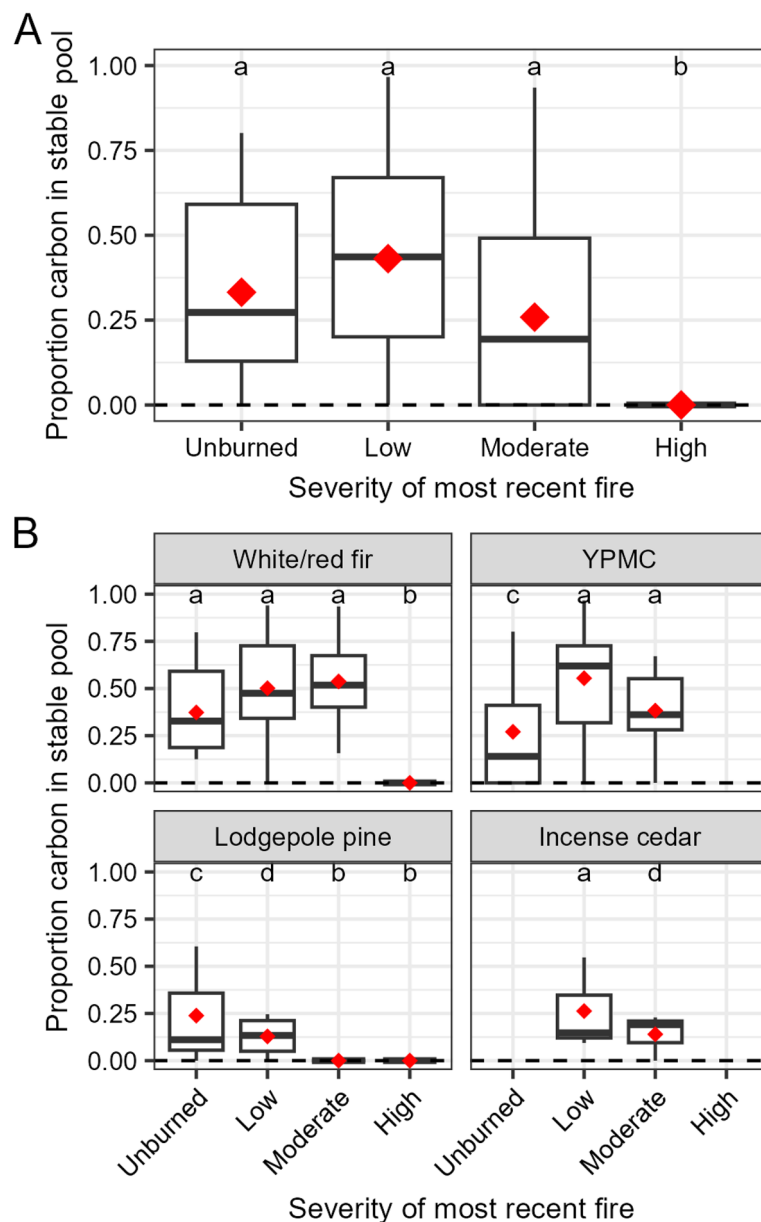 A
Proportion carbon in stable pool
1.00
0.75
0.50
0.25
0.00
a a a b
Unburned Low Moderate High
Severity of most recent fire
B
Proportion carbon in stable pool
White/red fir YPMC
1.00
0.75
0.50
0.25
0.00
a a a b c a a
Lodgepole pine Incense cedar
1.00
0.75
0.50
0.25
0.00
c d b b a d
Unburned Low Moderate High Unburned Low Moderate High
Severity of most recent fire